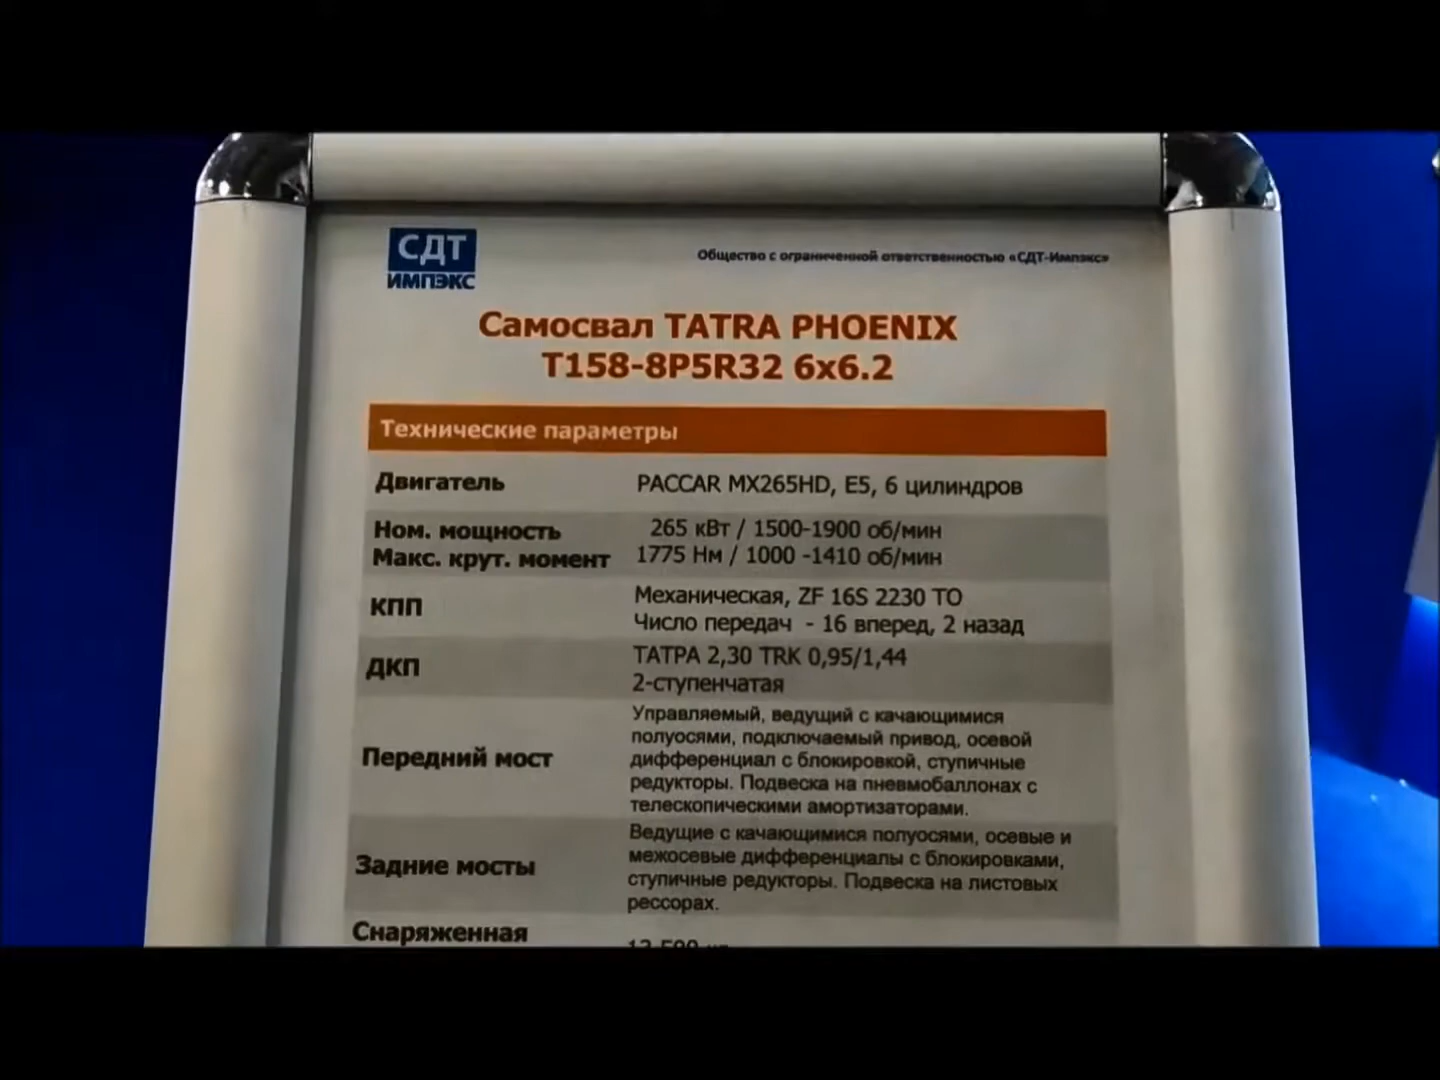 СДТ
ИМПЭКС
Общество с ограниченной ответственностью «СДТ-Импэкс»
Самосвал TATRA PHOENIX
T158-8P5R32 6x6.2
Технические параметры
Двигатель PACCAR MX265HD, E5, 6 цилиндров
Ном. мощность 265 кВт / 1500-1900 об/мин
Макс. крут. момент 1775 Нм / 1000 -1410 об/мин
КПП Механическая, ZF 16S 2230 TO
Число передач - 16 вперед, 2 назад
ДКП ТАТРА 2,30 TRK 0,95/1,44
2-ступенчатая
Передний мост Управляемый, ведущий с качающимися
полуосями, подключаемый привод, осевой
дифференциал с блокировкой, ступичные
редукторы. Подвеска на пневмобаллонах с
телескопическими амортизаторами.
Задние мосты Ведущие с качающимися полуосями, осевые и
межосевые дифференциалы с блокировками,
ступичные редукторы. Подвеска на листовых
рессорах.
Снаряженная